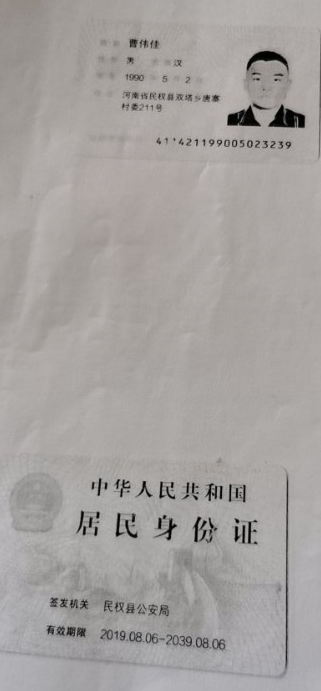 曹伟佳
男 汉
1990 5 2
河南省民权县双塔乡唐寨
村委211号
中华人民共和国
居民身份证
签发机关 民权县公安局
有效期限 2019.08.06-2039.08.06